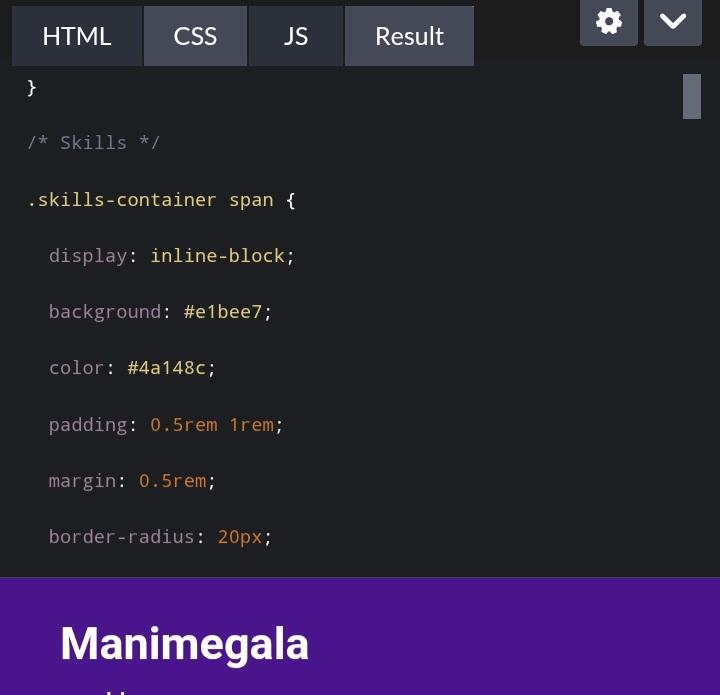 HTML CSS JS Result
}
/* Skills */
.skills-container span {
display: inline-block;
background: #e1bee7;
color: #4a148c;
padding: 0.5rem 1rem;
margin: 0.5rem;
border-radius: 20px;
Manimegala